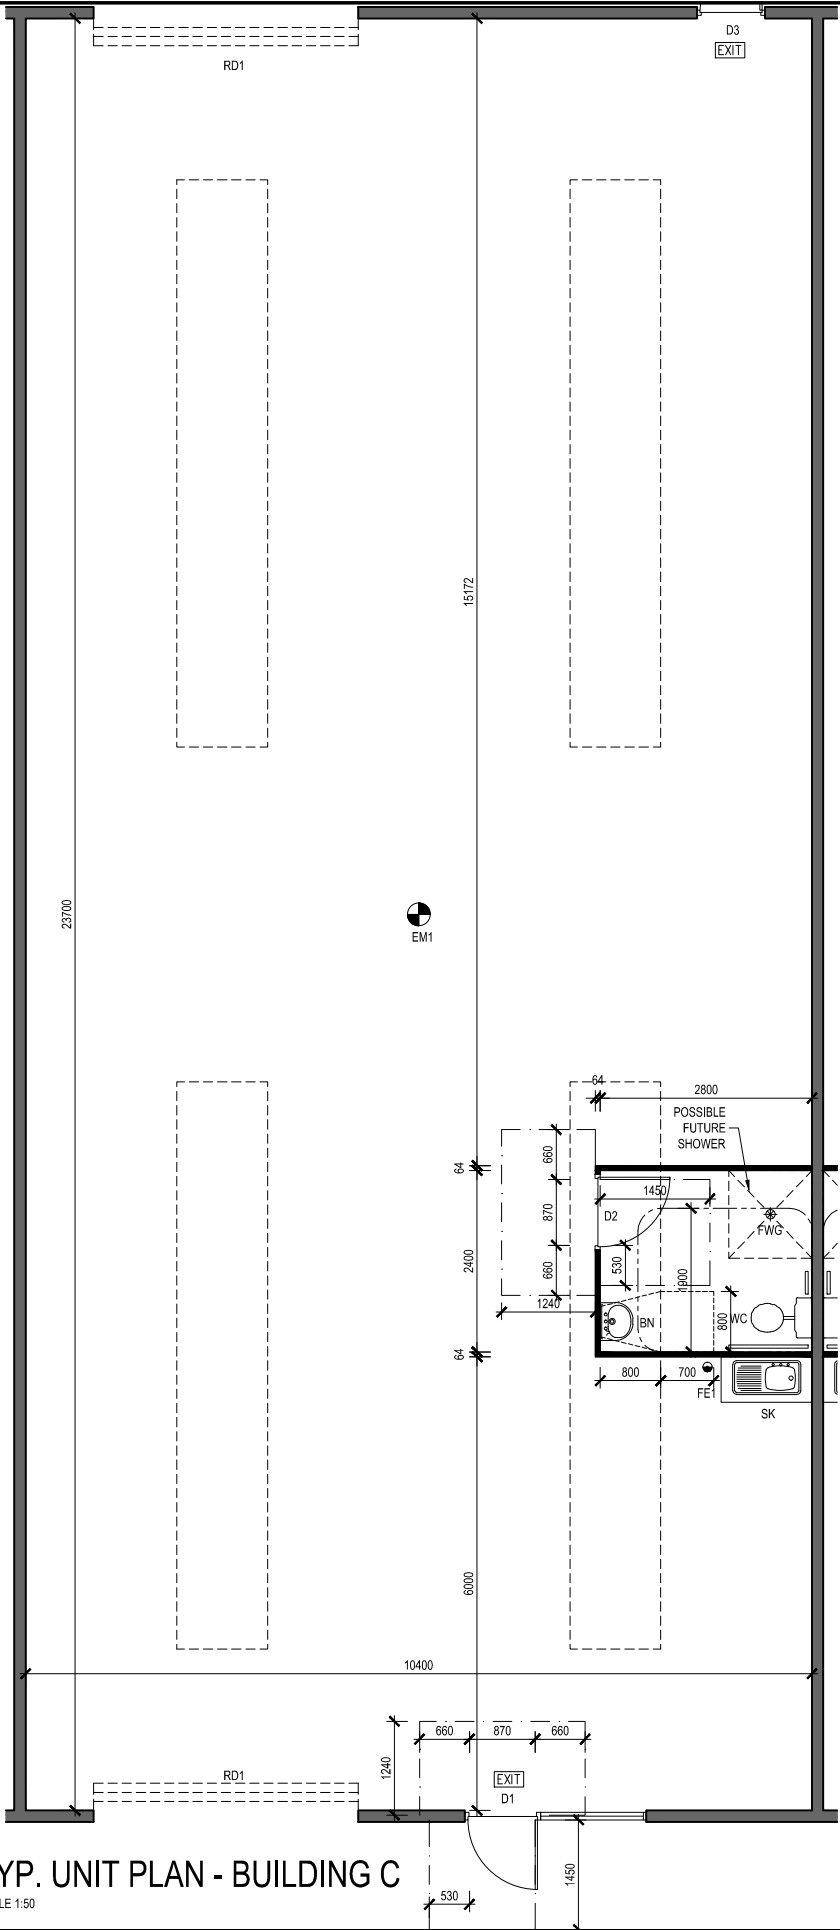 D3
EXIT
RD1
15172
23700
EM1
64
2800
POSSIBLE
FUTURE
SHOWER
660
64
1450
870
D2
FWG
2400
530
1900
660
1240
800
WC
BN
64
800
700
FE1
SK
6000
10400
660
870
660
1240
RD1
EXIT
D1
YP. UNIT PLAN - BUILDING C
LE 1:50
530
1450